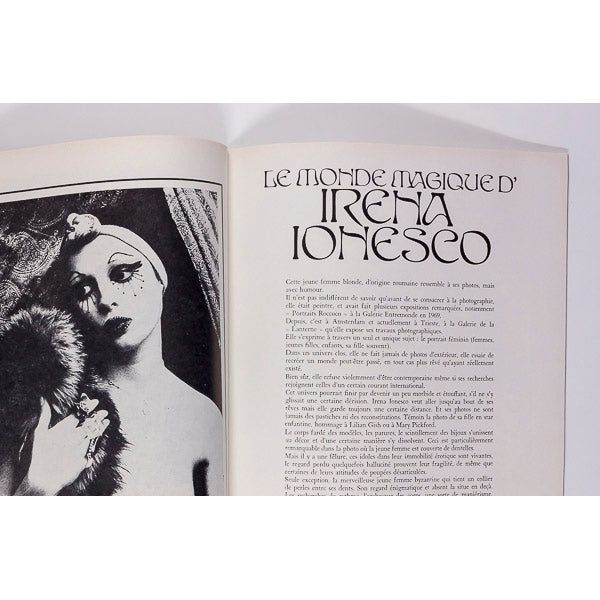 LE MONDE MAGIQUE D'
IRENA
IONESCO
Cette jeune femme blonde, d'origine roumaine ressemble à ses photos, mais
avec humour.
Il n'est pas indifférent de savoir qu'avant de se consacrer à la photographie,
elle était peintre, et avait fait plusieurs expositions remarquées, notamment
« Portraits Roccoco » à la Galerie Entremonde en 1969.
Depuis, c'est à Amsterdam et actuellement à Trieste, à la Galerie de la
« Lanterne » qu'elle expose ses travaux photographiques.
Elle s'exprime à travers un seul et unique sujet : le portrait féminin (femmes,
jeunes filles, enfants, sa fille souvent).
Dans un univers clos, elle ne fait jamais de photos d'extérieur, elle essaie de
recréer un monde peut-être passé, en tout cas plus rêvé qu'ayant réellement
existé.
Bien sûr, elle refuse violemment d'être contemporaine même si ses recherches
rejoignent celles d'un certain courant international.
Cet univers pourrait finir par devenir un peu morbide et étouffant, s'il ne s'y
glissait une certaine dérision. Irena Ionesco veut aller jusqu'au bout de ses
rêves mais elle garde toujours une certaine distance. Et ses photos ne sont
jamais des pastiches ni des reconstitutions. Témoin la photo de sa fille en star
enfantine, hommage à Lilian Gish ou à Mary Pickford.
Le corps fardé des modèles, les parures, le scintillement des bijoux s'unissent
au décor et d'une certaine manière s'y dissolvent. Ceci est particulièrement
remarquable dans la photo où la jeune femme est couverte de dentelles.
Mais il y a une fêlure, ces idoles dans leur immobilité érotique sont vivantes,
le regard perdu quelquefois halluciné prouvent leur fragilité, de même que
certaines de leurs attitudes de poupées désarticulées.
Seule exception, la merveilleuse jeune femme byzantine qui tient un collier
de perles entre ses dents. Son regard énigmatique et absent la situe en deçà.